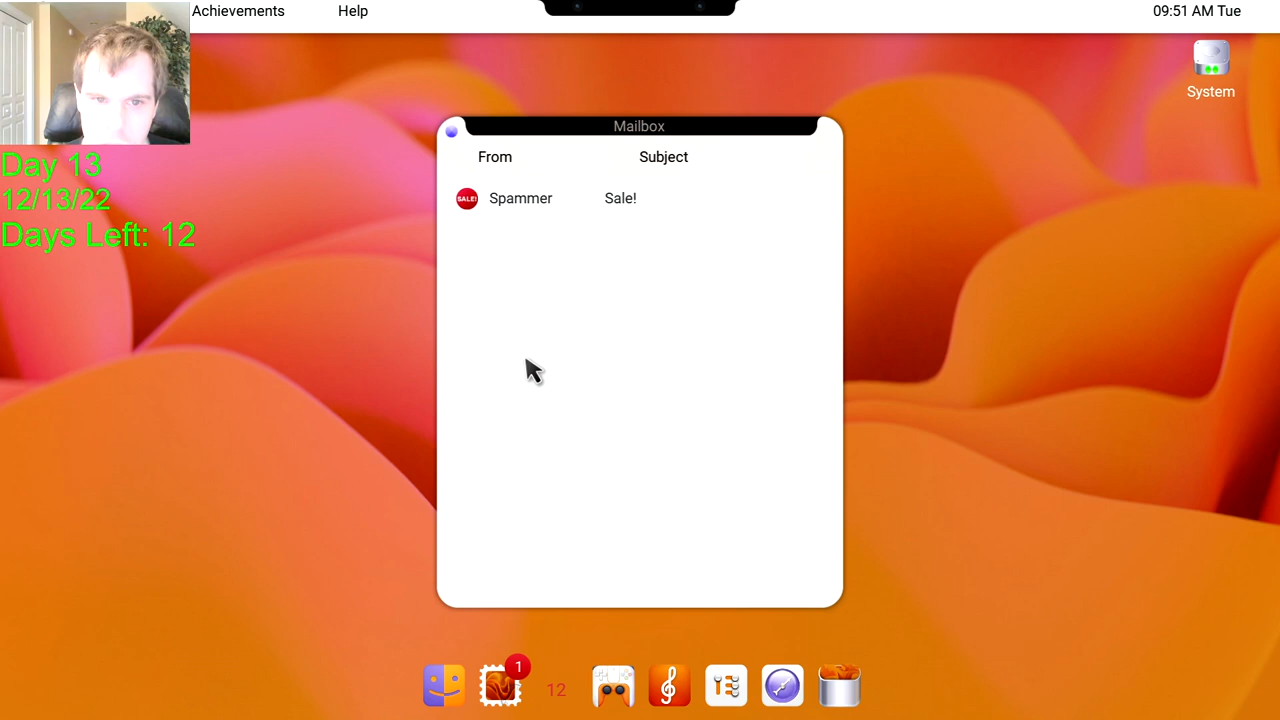 Achievements Help 09:51 AM Tue
System
Day 13
12/13/22
Days Left: 12
Mailbox
From Subject
SALE! Spammer Sale!
1
12